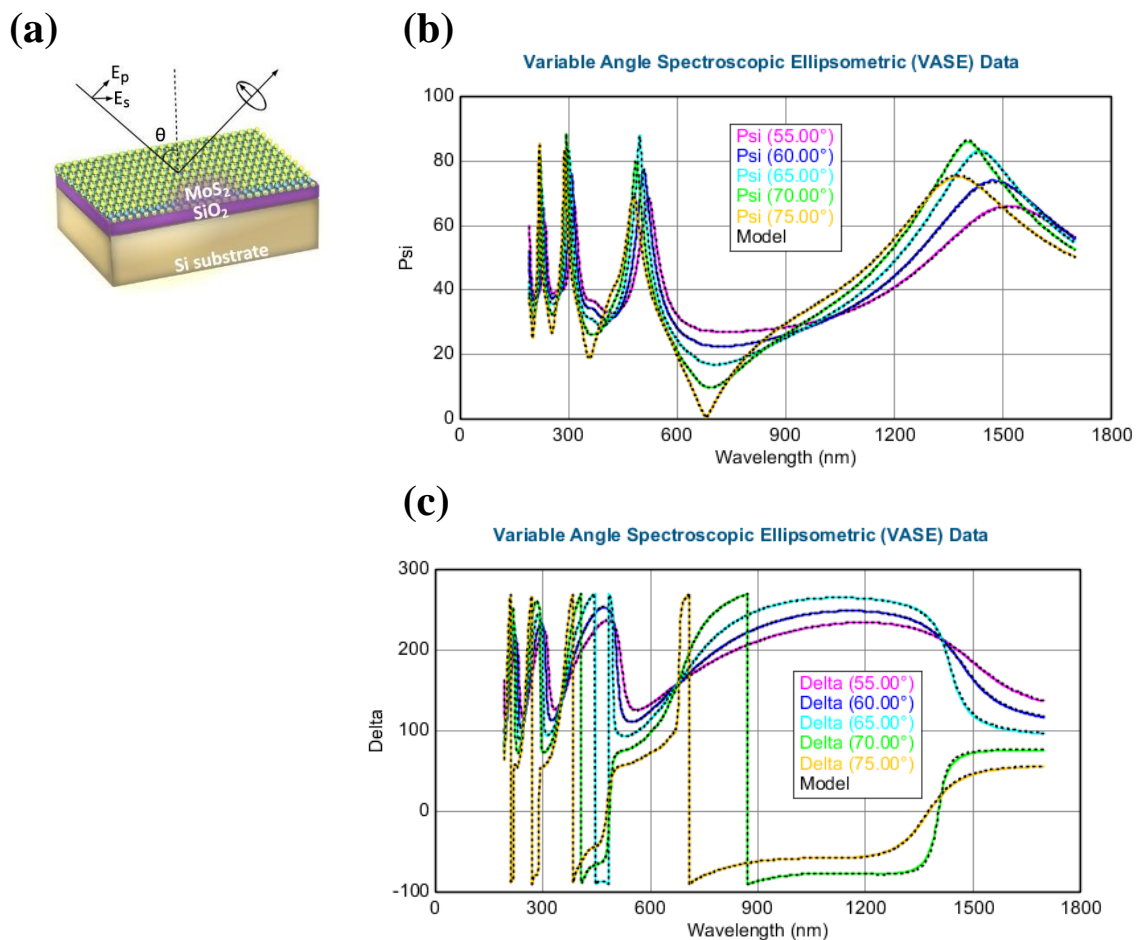 (a)
E_p
E_s
θ
MoS₂
SiO₂
Si substrate
(b)
Variable Angle Spectroscopic Ellipsometric (VASE) Data
100
80
60
40
20
0
Psi
Psi (55.00°)
Psi (60.00°)
Psi (65.00°)
Psi (70.00°)
Psi (75.00°)
Model
0 300 600 900 1200 1500 1800
Wavelength (nm)
(c)
Variable Angle Spectroscopic Ellipsometric (VASE) Data
300
200
100
0
-100
Delta
Delta (55.00°)
Delta (60.00°)
Delta (65.00°)
Delta (70.00°)
Delta (75.00°)
Model
0 300 600 900 1200 1500 1800
Wavelength (nm)